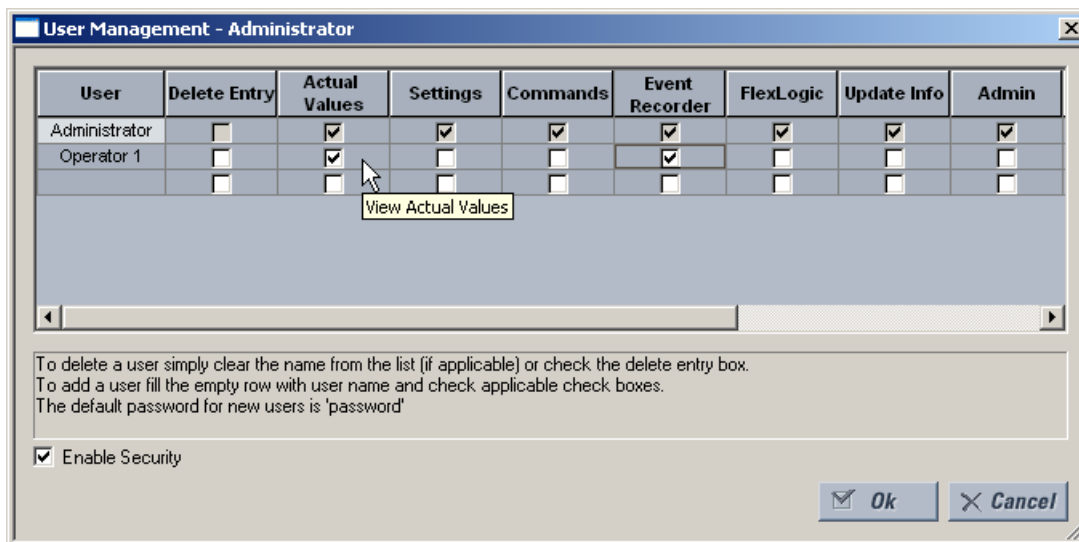 User Management - Administrator
User Delete Entry Actual Values Settings Commands Event Recorder FlexLogic Update Info Admin
Administrator
Operator 1
View Actual Values
To delete a user simply clear the name from the list (if applicable) or check the delete entry box.
To add a user fill the empty row with user name and check applicable check boxes.
The default password for new users is 'password'
Enable Security
Ok Cancel